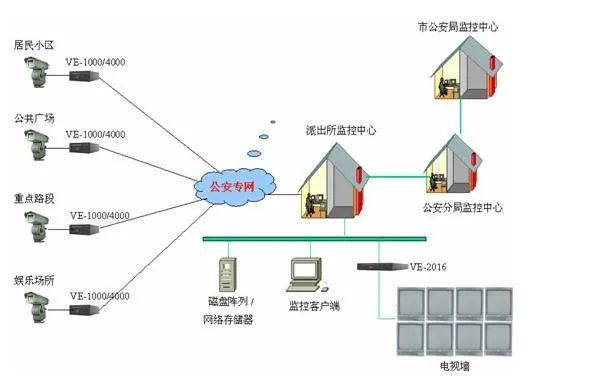 市公安局监控中心
居民小区
VE-1000/4000
公共广场
VE-1000/4000
派出所监控中心
公安专网
重点路段
VE-1000/4000
公安分局监控中心
娱乐场所
VE-1000/4000
VE-2016
磁盘阵列 /
网络存储器
监控客户端
电视墙